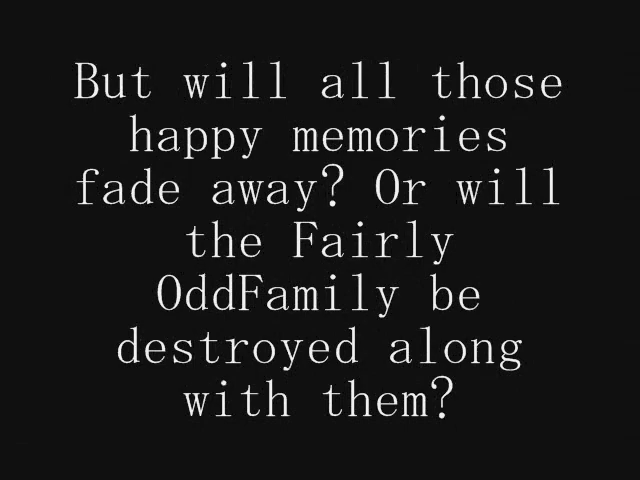 But will all those
happy memories
fade away? Or will
the Fairly
OddFamily be
destroyed along
with them?